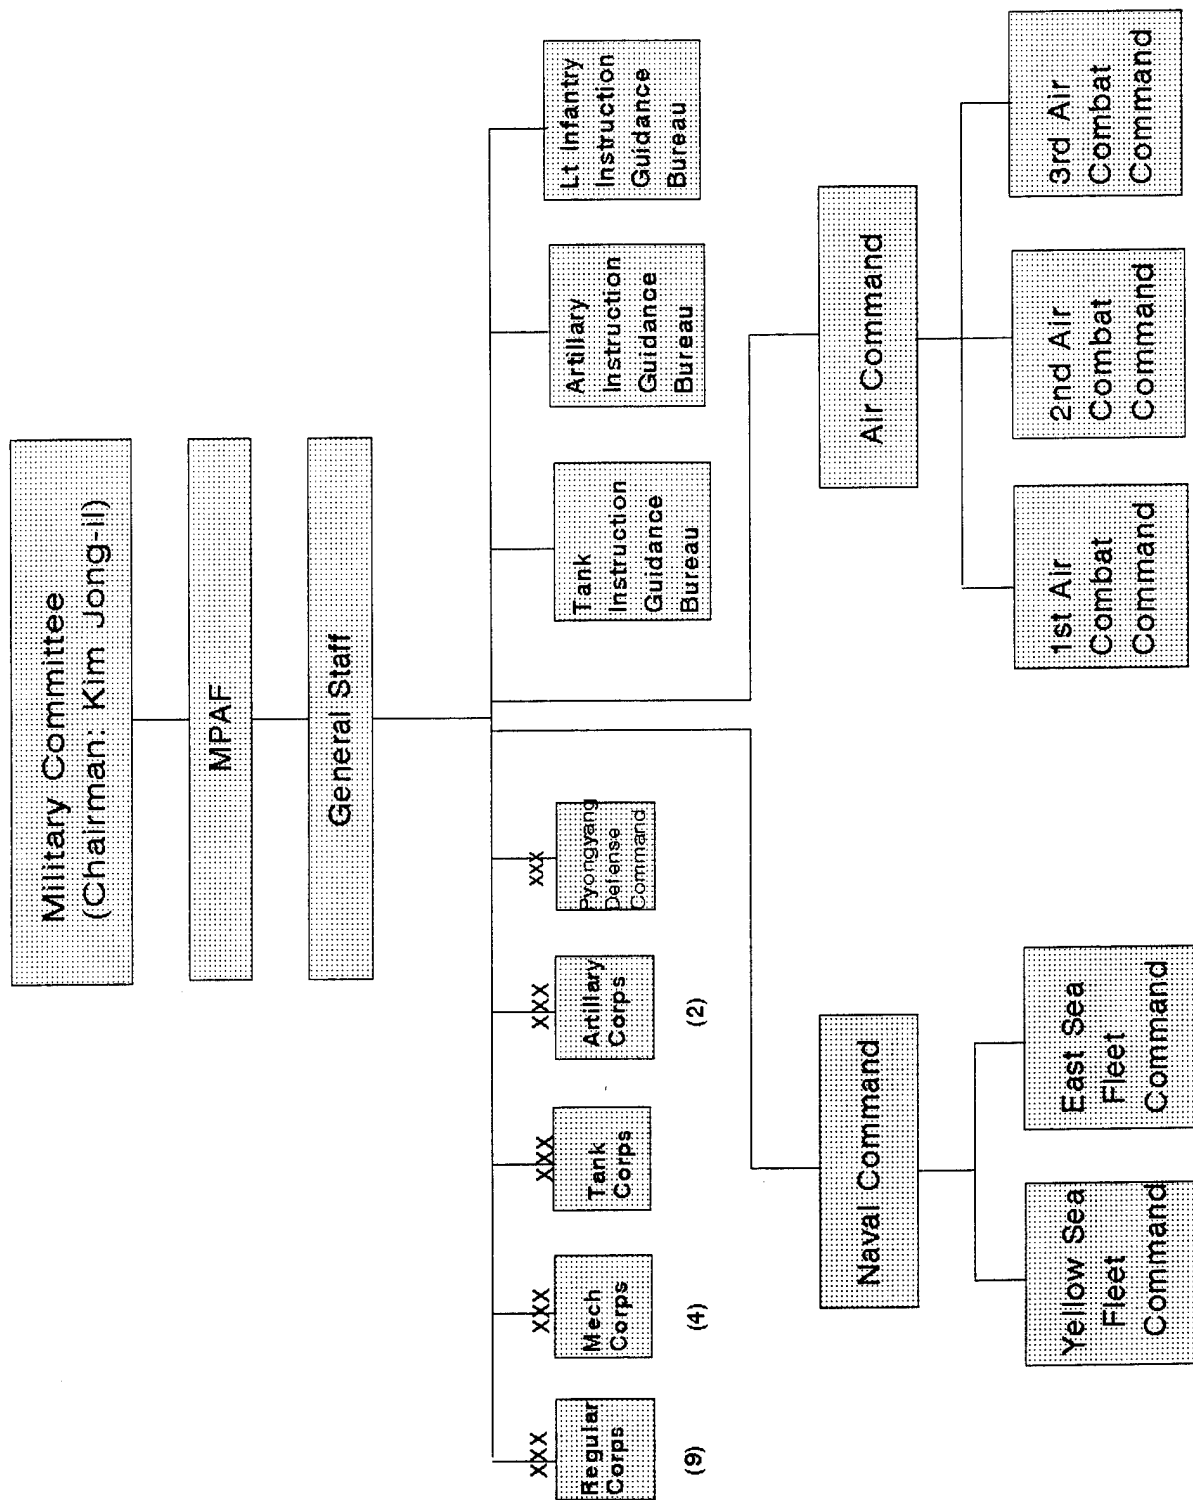 Military Committee
(Chairman: Kim Jong-il)
MPAF
General Staff
XXX
Regular
Corps
(9)
XXX
Mech
Corps
(4)
XXX
Tank
Corps
XXX
Artillary
Corps
(2)
XXX
Pyongyang
Defense
Command
Tank
Instruction
Guidance
Bureau
Artillary
Instruction
Guidance
Bureau
Lt Infantry
Instruction
Guidance
Bureau
Naval Command
Air Command
Yellow Sea
Fleet
Command
East Sea
Fleet
Command
1st Air
Combat
Command
2nd Air
Combat
Command
3rd Air
Combat
Command